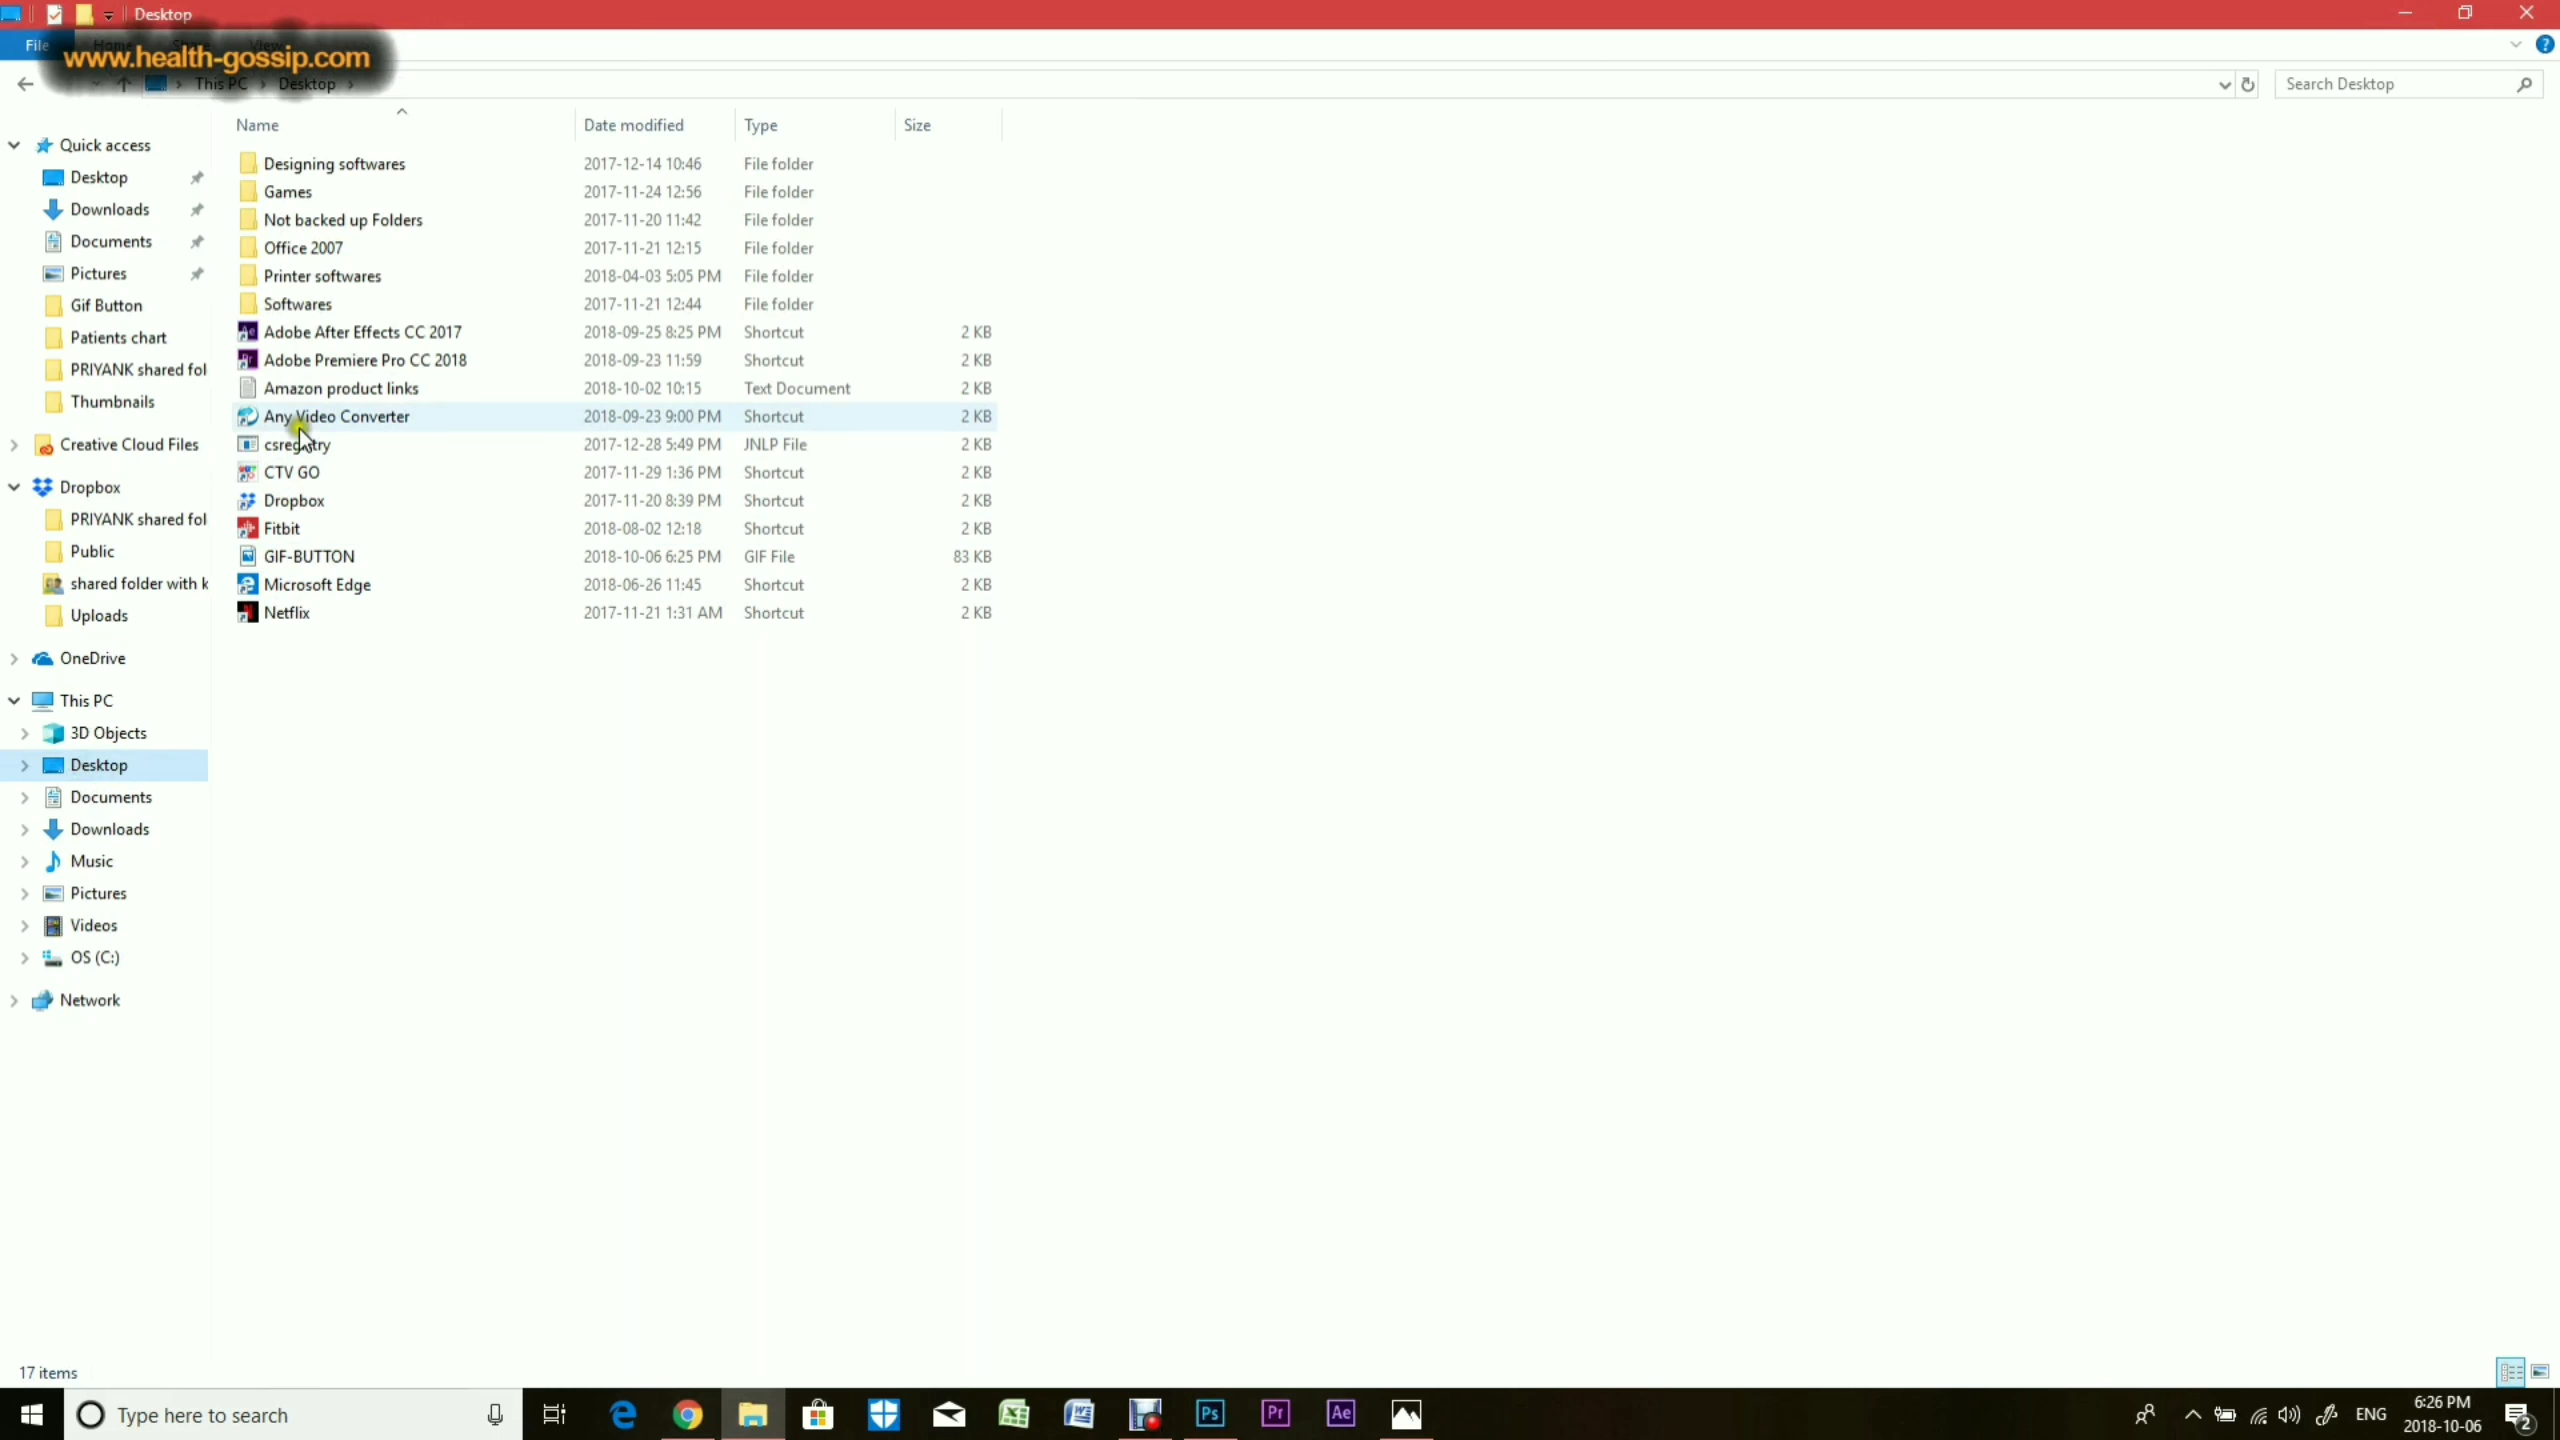 Desktop
File Home Share View
www.health-gossip.com
This PC Desktop
Search Desktop
Name Date modified Type Size
Quick access
Desktop
Downloads
Documents
Pictures
Gif Button
Patients chart
PRIYANK shared fol
Thumbnails
Creative Cloud Files
Dropbox
PRIYANK shared fol
Public
shared folder with k
Uploads
OneDrive
This PC
3D Objects
Desktop
Documents
Downloads
Music
Pictures
Videos
OS (C:)
Network
Designing softwares 2017-12-14 10:46 File folder
Games 2017-11-24 12:56 File folder
Not backed up Folders 2017-11-20 11:42 File folder
Office 2007 2017-11-21 12:15 File folder
Printer softwares 2018-04-03 5:05 PM File folder
Softwares 2017-11-21 12:44 File folder
Adobe After Effects CC 2017 2018-09-25 8:25 PM Shortcut 2 KB
Adobe Premiere Pro CC 2018 2018-09-23 11:59 Shortcut 2 KB
Amazon product links 2018-10-02 10:15 Text Document 2 KB
Any Video Converter 2018-09-23 9:00 PM Shortcut 2 KB
csregistry 2017-12-28 5:49 PM JNLP File 2 KB
CTV GO 2017-11-29 1:36 PM Shortcut 2 KB
Dropbox 2017-11-20 8:39 PM Shortcut 2 KB
Fitbit 2018-08-02 12:18 Shortcut 2 KB
GIF-BUTTON 2018-10-06 6:25 PM GIF File 83 KB
Microsoft Edge 2018-06-26 11:45 Shortcut 2 KB
Netflix 2017-11-21 1:31 AM Shortcut 2 KB
17 items
Type here to search
Ps Pr Ae
ENG
6:26 PM
2018-10-06
2